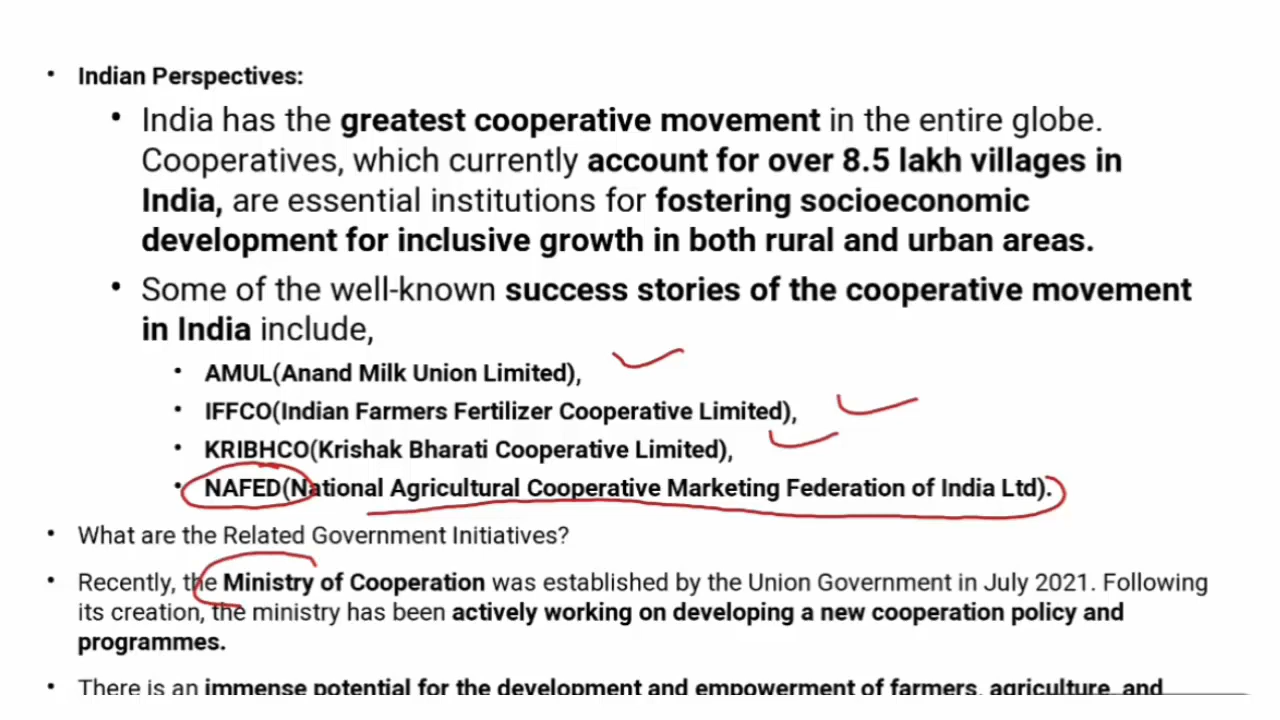 • Indian Perspectives:
• India has the greatest cooperative movement in the entire globe.
Cooperatives, which currently account for over 8.5 lakh villages in
India, are essential institutions for fostering socioeconomic
development for inclusive growth in both rural and urban areas.
• Some of the well-known success stories of the cooperative movement
in India include,
• AMUL(Anand Milk Union Limited),
• IFFCO(Indian Farmers Fertilizer Cooperative Limited),
• KRIBHCO(Krishak Bharati Cooperative Limited),
• NAFED(National Agricultural Cooperative Marketing Federation of India Ltd).
• What are the Related Government Initiatives?
• Recently, the Ministry of Cooperation was established by the Union Government in July 2021. Following
its creation, the ministry has been actively working on developing a new cooperation policy and
programmes.
• There is an immense potential for the development and empowerment of farmers, agriculture, and